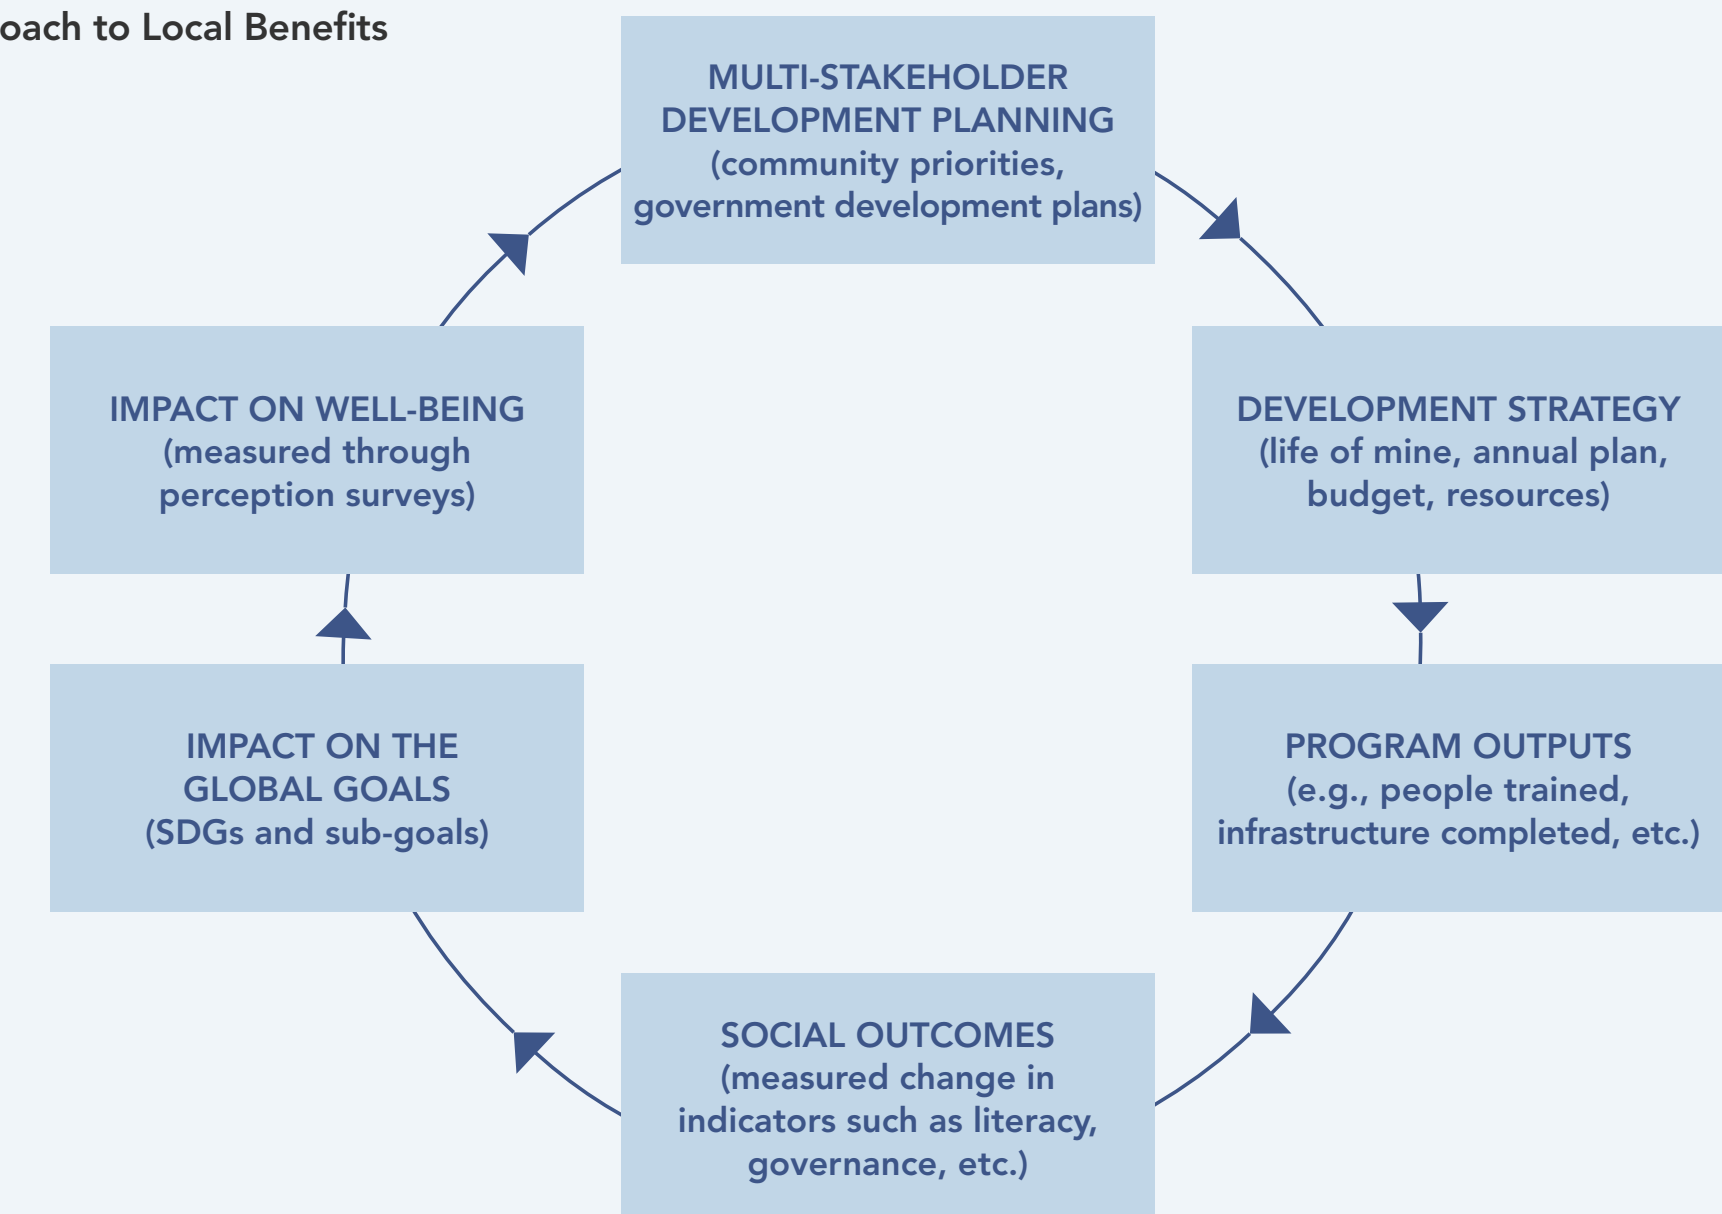 oach to Local Benefits
MULTI-STAKEHOLDER
DEVELOPMENT PLANNING
(community priorities,
government development plans)
DEVELOPMENT STRATEGY
(life of mine, annual plan,
budget, resources)
PROGRAM OUTPUTS
(e.g., people trained,
infrastructure completed, etc.)
SOCIAL OUTCOMES
(measured change in
indicators such as literacy,
governance, etc.)
IMPACT ON THE
GLOBAL GOALS
(SDGs and sub-goals)
IMPACT ON WELL-BEING
(measured through
perception surveys)